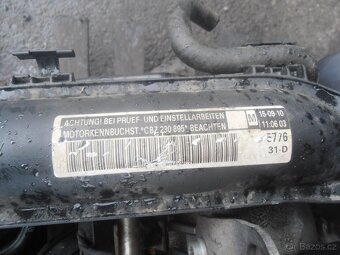 ACHTUNG! BEI PRUEF- UND EINSTELLARBEITEN
MOTORKENNBUCHST. "CBZ 230 895" BEACHTEN
M
15-09-10
11:06:03
E776
31-D
bazos.cz